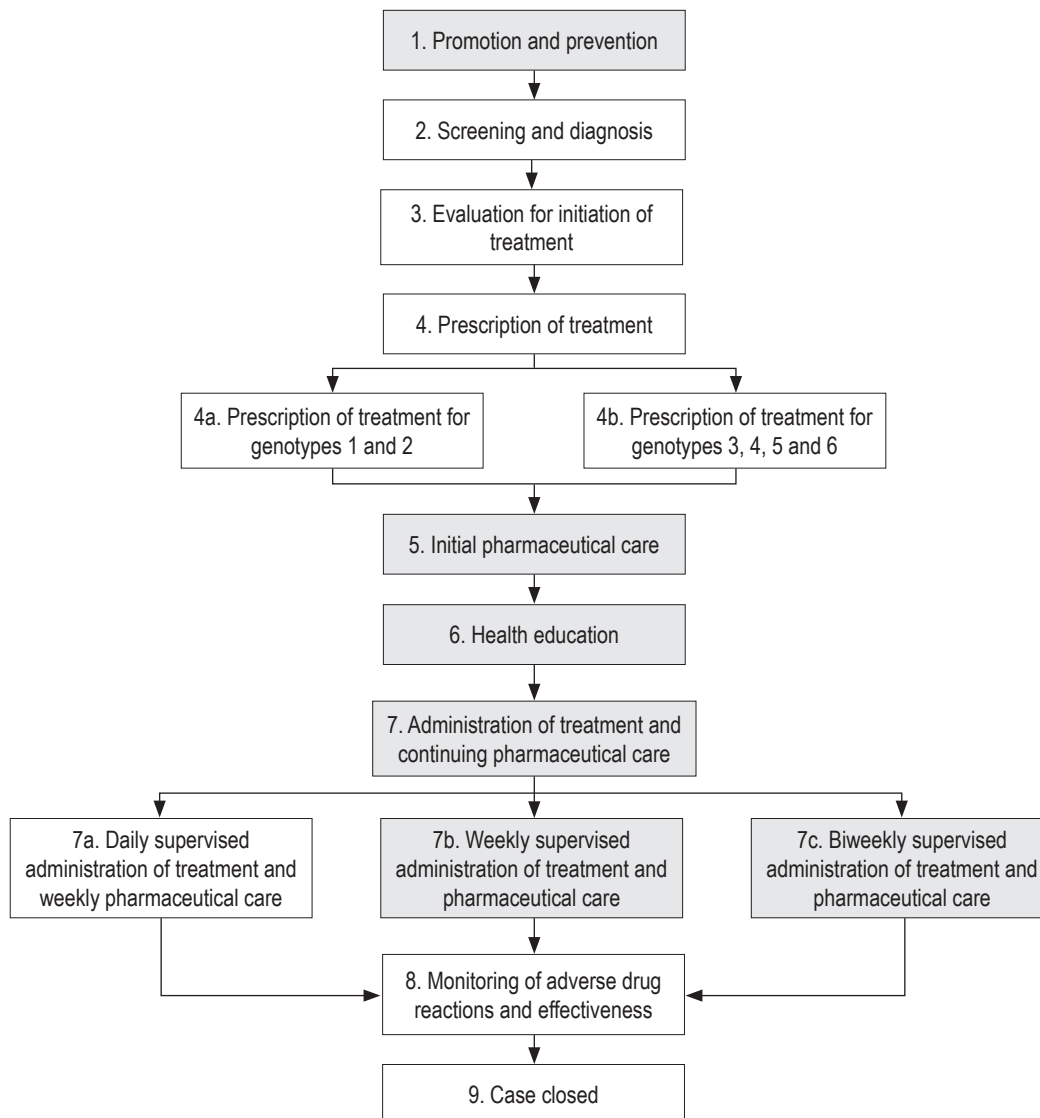 1. Promotion and prevention
2. Screening and diagnosis
3. Evaluation for initiation of
treatment
4. Prescription of treatment
4a. Prescription of treatment for
genotypes 1 and 2
4b. Prescription of treatment for
genotypes 3, 4, 5 and 6
5. Initial pharmaceutical care
6. Health education
7. Administration of treatment and
continuing pharmaceutical care
7a. Daily supervised
administration of treatment and
weekly pharmaceutical care
7b. Weekly supervised
administration of treatment and
pharmaceutical care
7c. Biweekly supervised
administration of treatment and
pharmaceutical care
8. Monitoring of adverse drug
reactions and effectiveness
9. Case closed